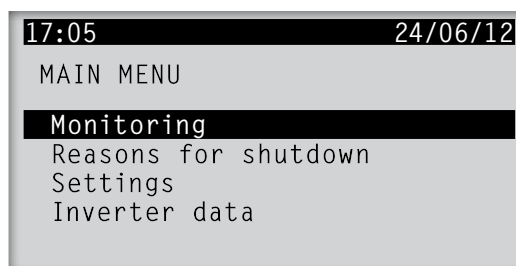 17:05 24/06/12
MAIN MENU
Monitoring
Reasons for shutdown
Settings
Inverter data